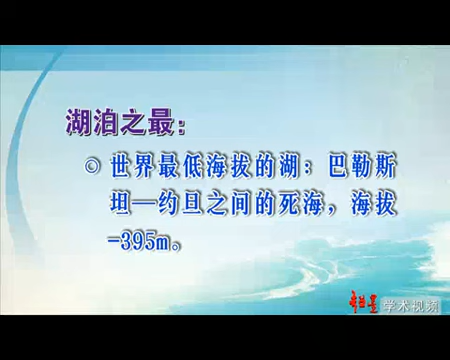 湖泊之最：
◎ 世界最低海拔的湖：巴勒斯
坦—约旦之间的死海，海拔
-395m。
学术视频